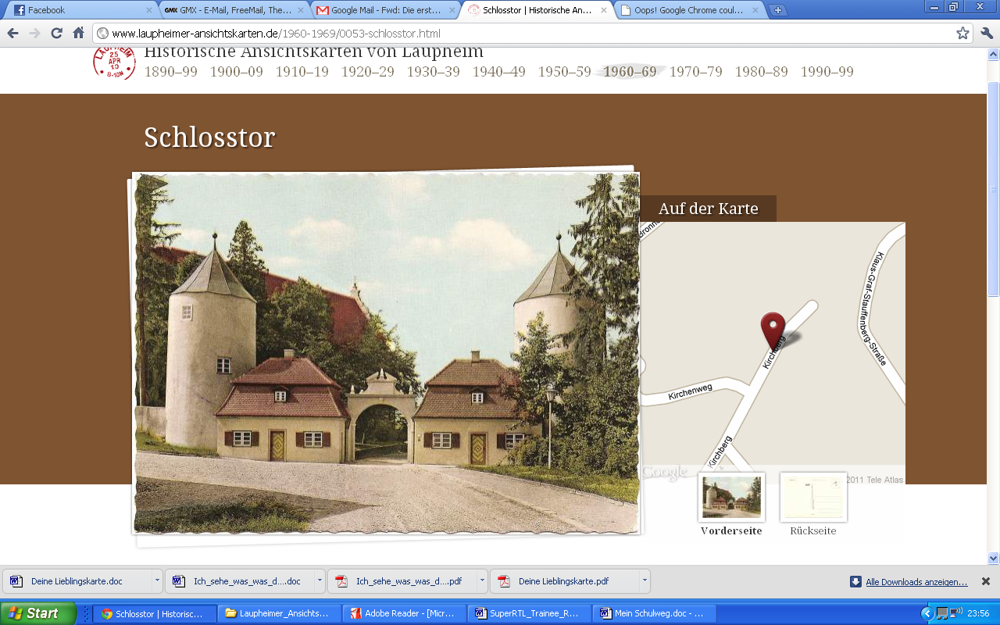 Facebook
GMX - E-Mail, FreeMail, The...
Google Mail - Fwd: Die erst...
Schlosstor | Historische An...
Oops! Google Chrome coul...
www.laupheimer-ansichtskarten.de/1960-1969/0053-schlosstor.html
LAUPHEIM
25
APR
10
8-10N
Historische Ansichtskarten von Laupheim
1890–99 1900–09 1910–19 1920–29 1930–39 1940–49 1950–59 1960–69 1970–79 1980–89 1990–99
Schlosstor
Auf der Karte
Klaus-Graf-Stauffenberg-Straße
Kirchberg
Kirchenweg
Kirchberg
Google
2011 Tele Atlas
Vorderseite
Rückseite
Deine Lieblingskarte.doc
Ich_sehe_was_was_d....doc
Ich_sehe_was_was_d....pdf
Deine Lieblingskarte.pdf
Alle Downloads anzeigen...
Start
Schlosstor | Historisc...
Laupheimer_Ansichts...
Adobe Reader - [Micr...
SuperRTL_Trainee_R...
Mein Schulweg.doc - ...
23:56